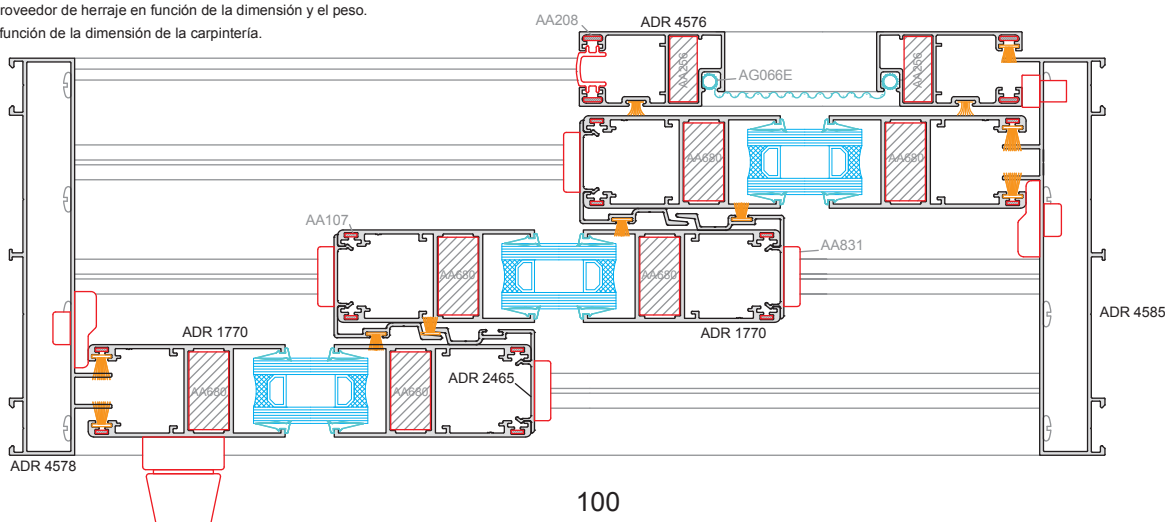 roveedor de herraje en función de la dimensión y el peso.
función de la dimensión de la carpintería.
AA208
ADR 4576
AA266
AG066E
AA266
AA680
AA680
AA107
AA831
AA680
AA680
ADR 1770
ADR 1770
ADR 4585
ADR 2465
AA680
AA680
ADR 4578
100